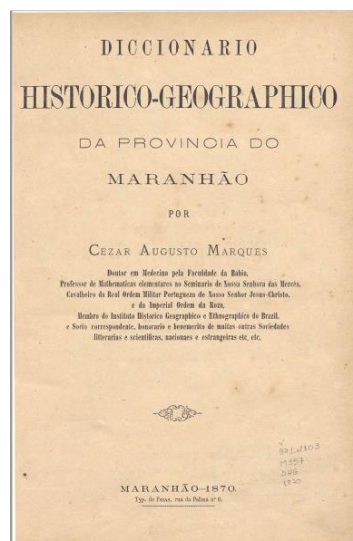 DICCIONARIO
HISTORICO-GEOGRAPHICO
DA PROVINCIA DO
MARANHÃO
POR
CEZAR AUGUSTO MARQUES
Doutor em Medecina pela Faculdade da Bahia,
Professor de Mathematicas elementares no Seminario de Nossa Senhora das Mercês,
Cavalleiro da Real Ordem Militar Portugueza de Nosso Senhor Jesus-Christo,
e da Imperial Ordem da Roza,
Membro do Instituto Historico Geographico e Ethnographico do Brazil,
e Socio correspondente, honorario e benemerito de muitas outras Sociedades
litterarias e scientificas, nacionaes e estrangeiras etc, etc.
MARANHÃO—1870.
Typ. do Frias, rua da Palma nº 6.